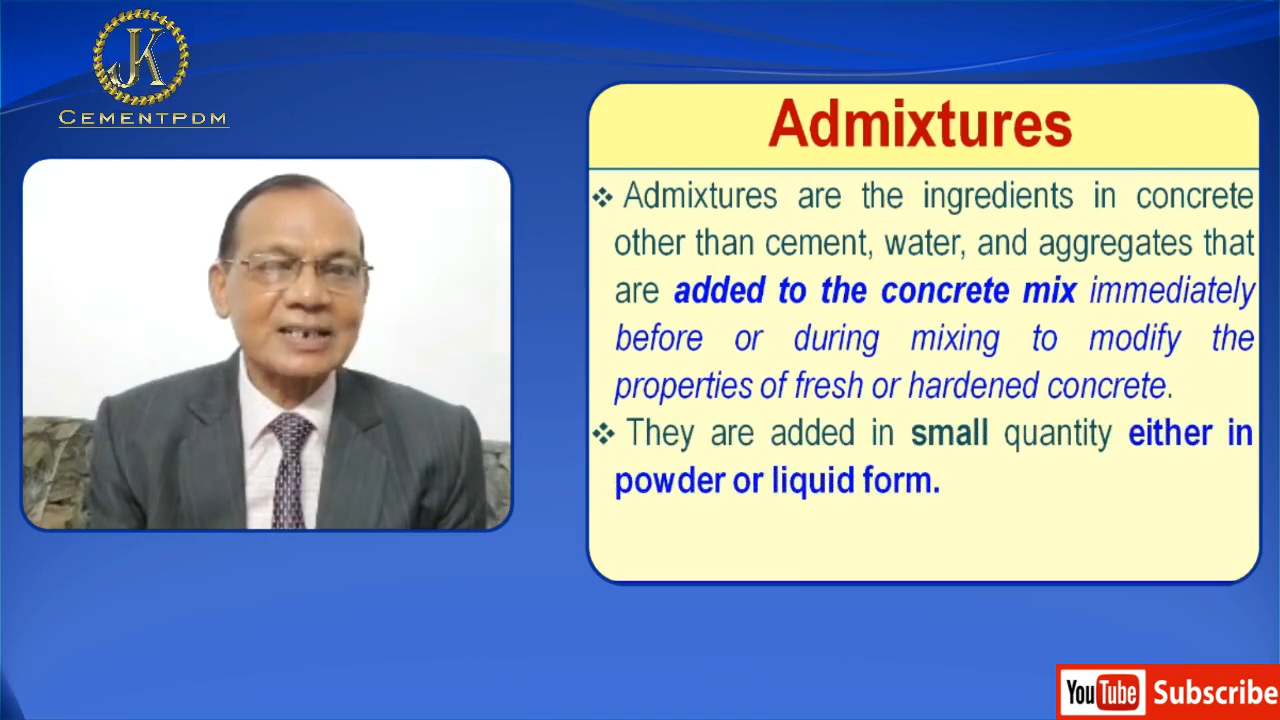 JK
CEMENTPDM
Admixtures
❖ Admixtures are the ingredients in concrete
other than cement, water, and aggregates that
are added to the concrete mix immediately
before or during mixing to modify the
properties of fresh or hardened concrete.
❖ They are added in small quantity either in
powder or liquid form.
YouTube Subscribe